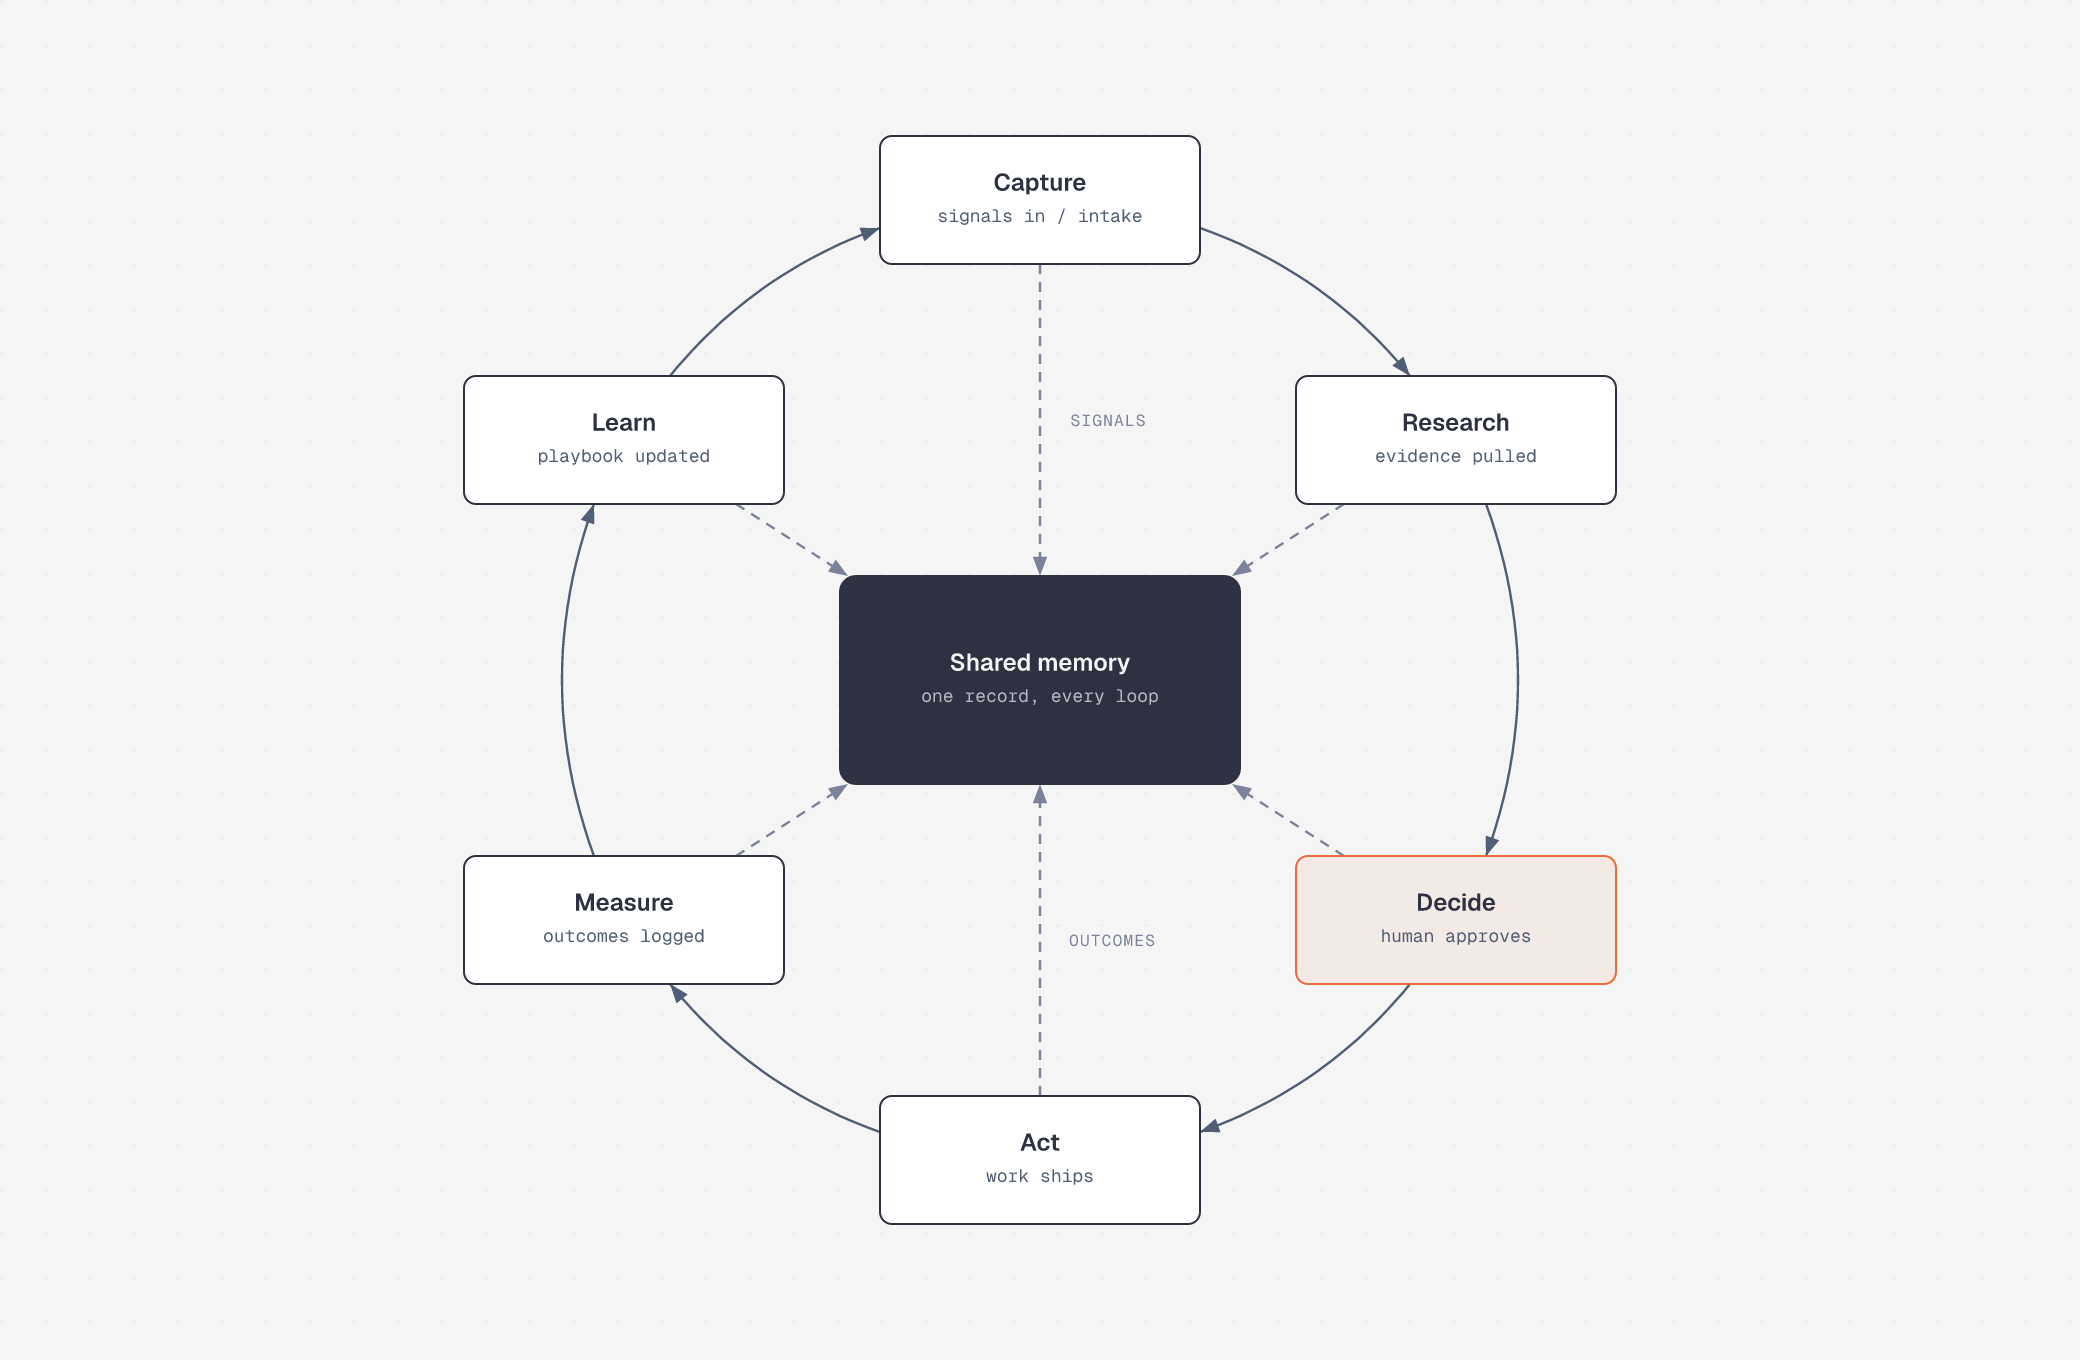 Capture
signals in / intake
Learn
playbook updated
SIGNALS
Research
evidence pulled
Shared memory
one record, every loop
Measure
outcomes logged
OUTCOMES
Decide
human approves
Act
work ships